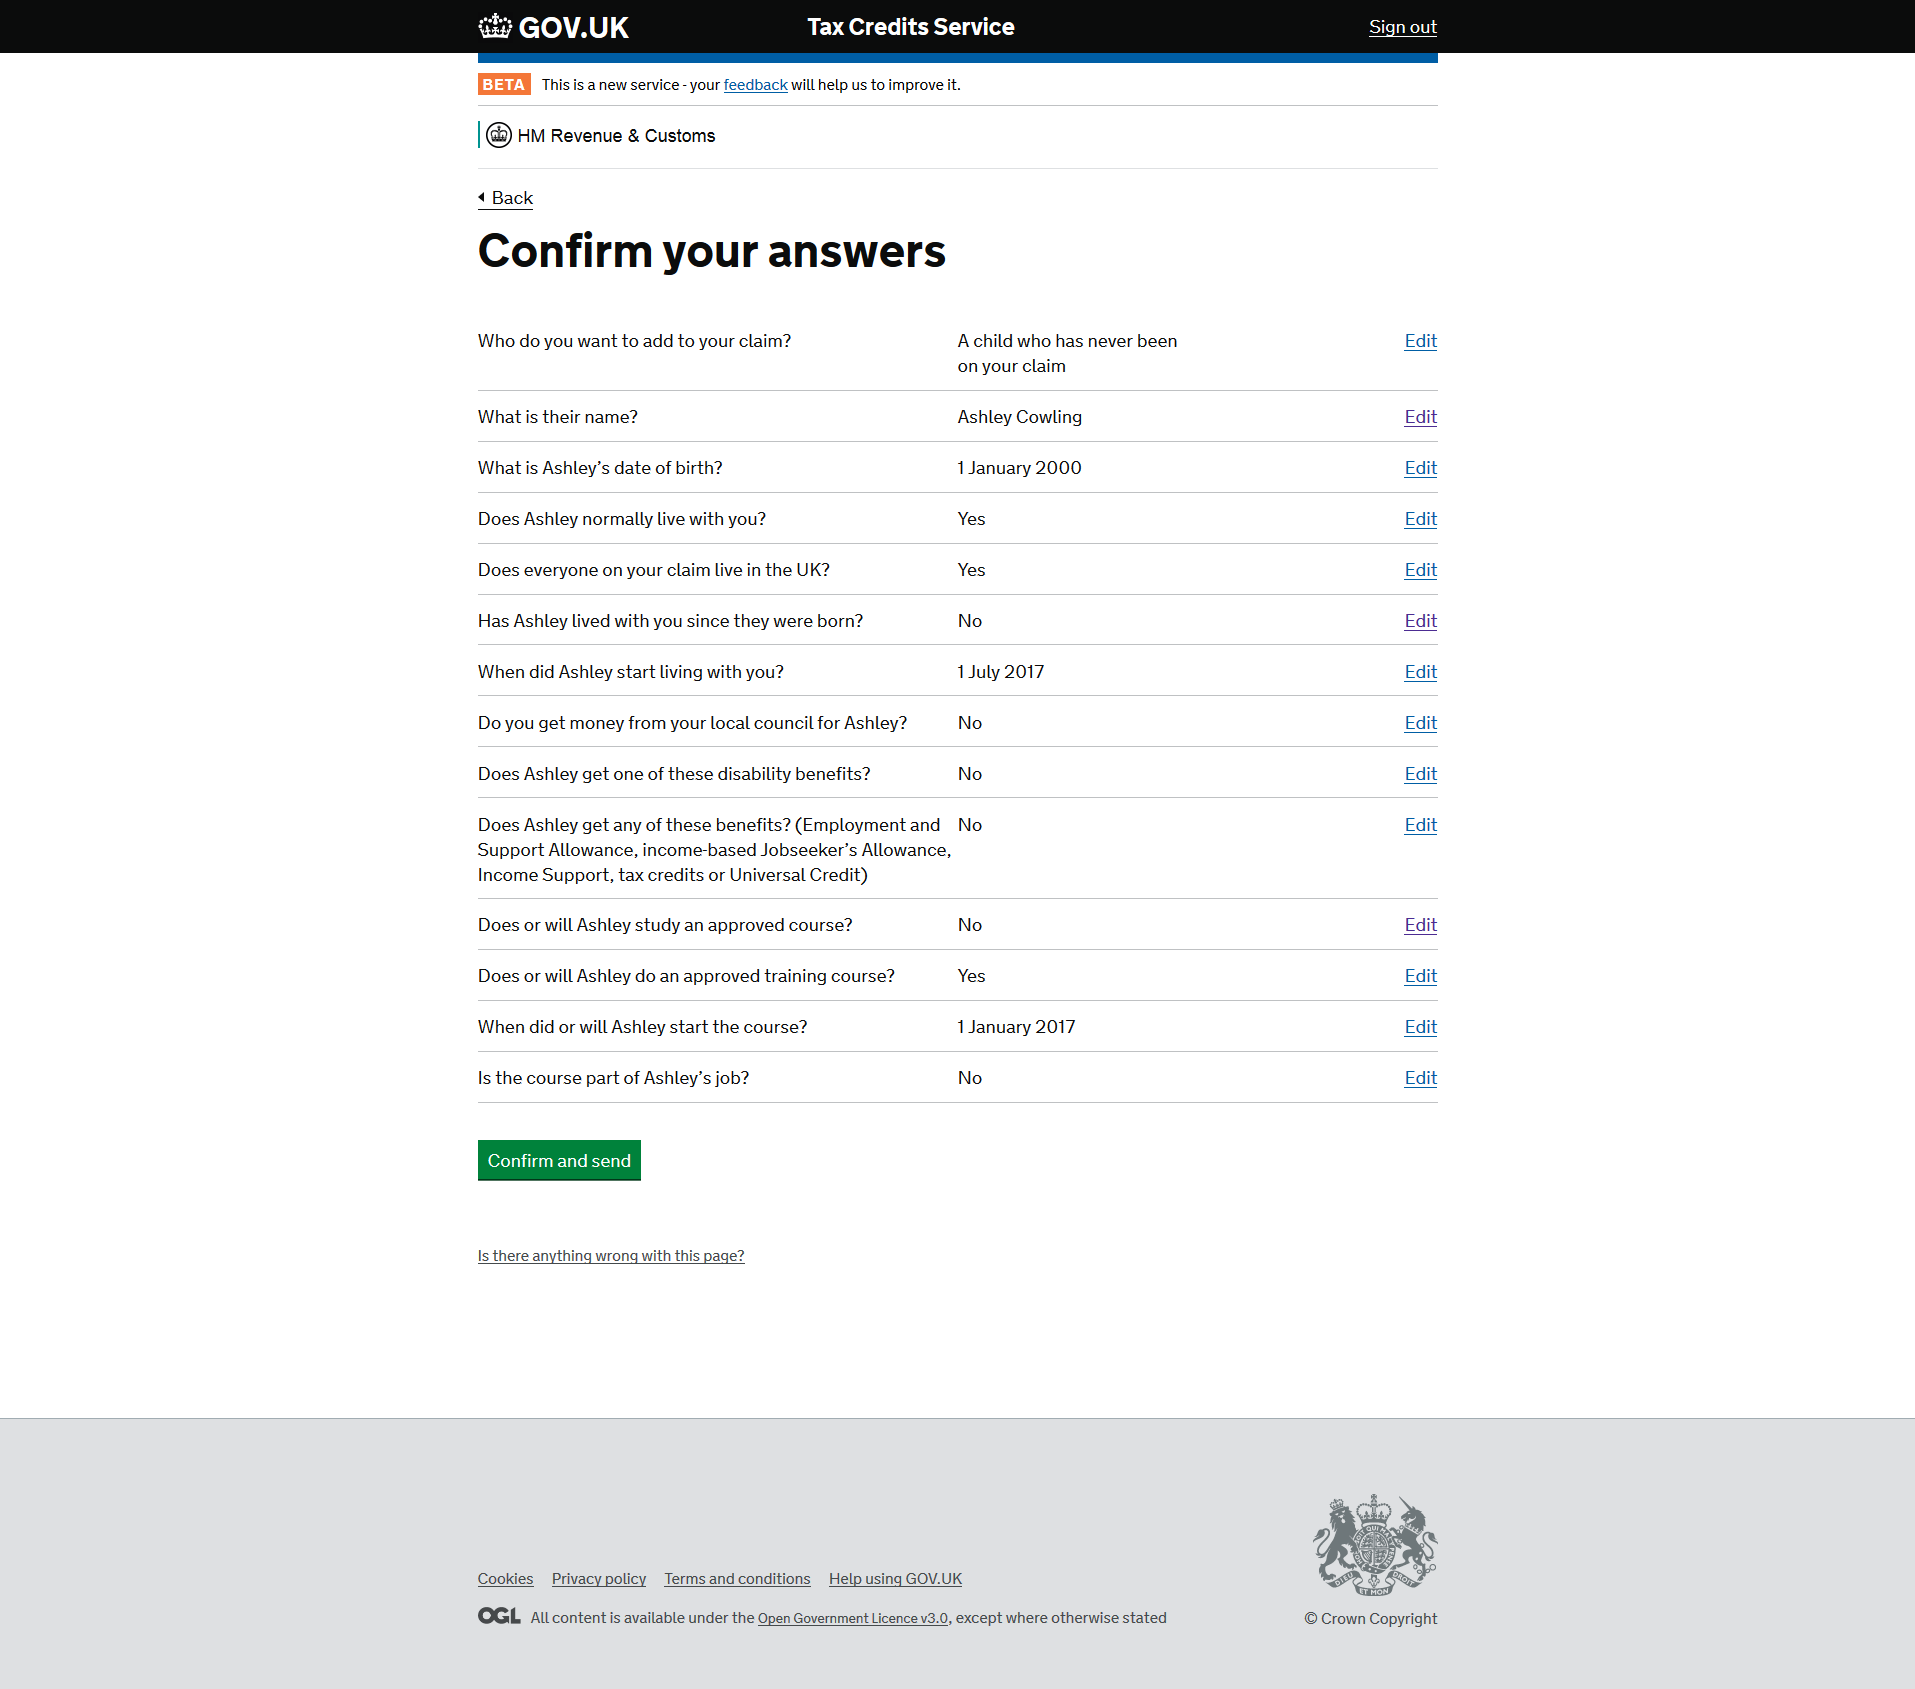 GOV.UK Tax Credits Service Sign out
BETA This is a new service - your feedback will help us to improve it.
HM Revenue & Customs
Back
Confirm your answers
Who do you want to add to your claim? A child who has never been Edit
on your claim
What is their name? Ashley Cowling Edit
What is Ashley’s date of birth? 1 January 2000 Edit
Does Ashley normally live with you? Yes Edit
Does everyone on your claim live in the UK? Yes Edit
Has Ashley lived with you since they were born? No Edit
When did Ashley start living with you? 1 July 2017 Edit
Do you get money from your local council for Ashley? No Edit
Does Ashley get one of these disability benefits? No Edit
Does Ashley get any of these benefits? (Employment and No Edit
Support Allowance, income-based Jobseeker’s Allowance,
Income Support, tax credits or Universal Credit)
Does or will Ashley study an approved course? No Edit
Does or will Ashley do an approved training course? Yes Edit
When did or will Ashley start the course? 1 January 2017 Edit
Is the course part of Ashley’s job? No Edit
Confirm and send
Is there anything wrong with this page?
Cookies Privacy policy Terms and conditions Help using GOV.UK
OGL All content is available under the Open Government Licence v3.0, except where otherwise stated
© Crown Copyright